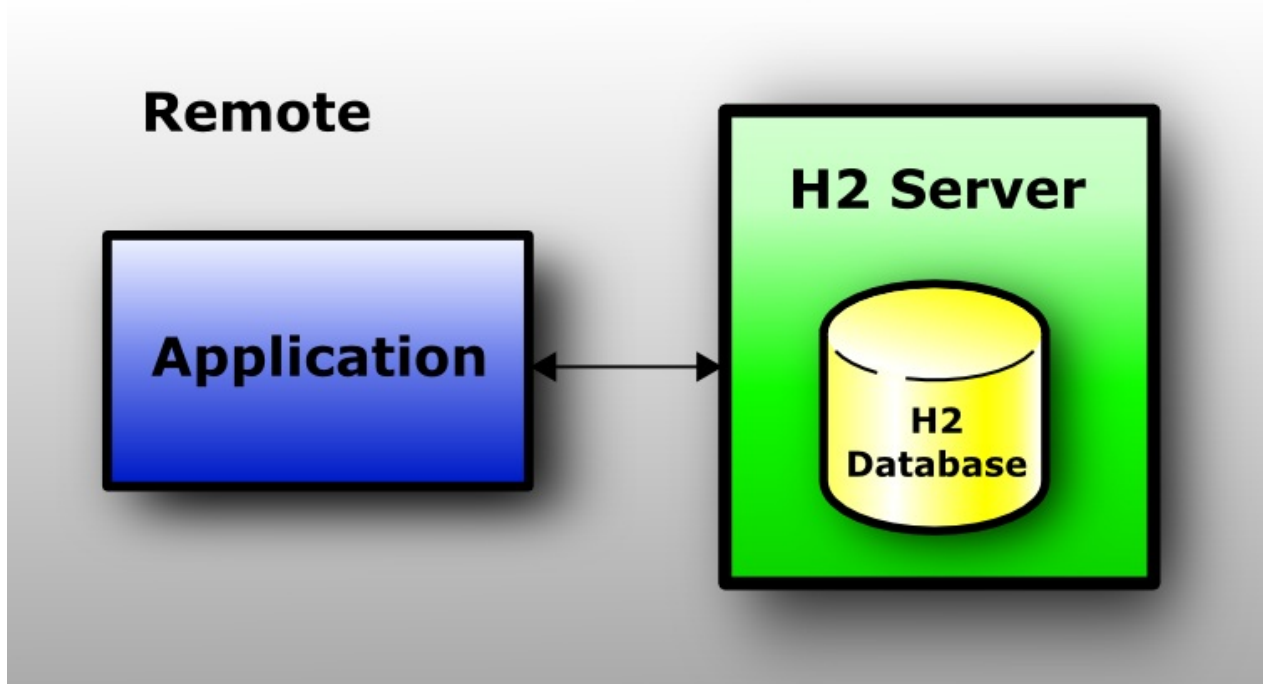 Remote
H2 Server
Application
H2
Database